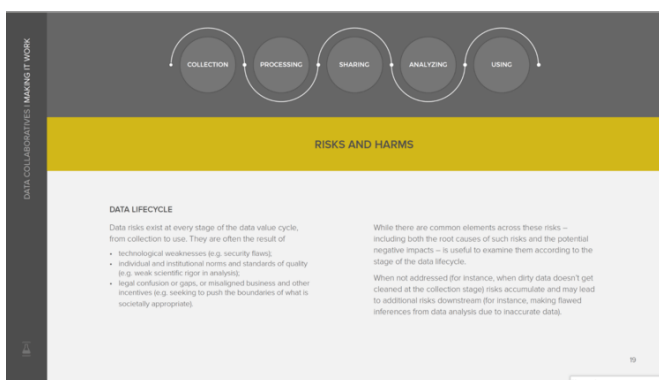 DATA COLLABORATIVES | MAKING IT WORK
COLLECTION
PROCESSING
SHARING
ANALYZING
USING
RISKS AND HARMS
DATA LIFECYCLE
Data risks exist at every stage of the data value cycle,
from collection to use. They are often the result of
• technological weaknesses (e.g. security flaws);
• individual and institutional norms and standards of quality
(e.g. weak scientific rigor in analysis);
• legal confusion or gaps, or misaligned business and other
incentives (e.g. seeking to push the boundaries of what is
societally appropriate).
While there are common elements across these risks –
including both the root causes of such risks and the potential
negative impacts – is useful to examine them according to the
stage of the data lifecycle.
When not addressed (for instance, when dirty data doesn't get
cleaned at the collection stage) risks accumulate and may lead
to additional risks downstream (for instance, making flawed
inferences from data analysis due to inaccurate data).
19